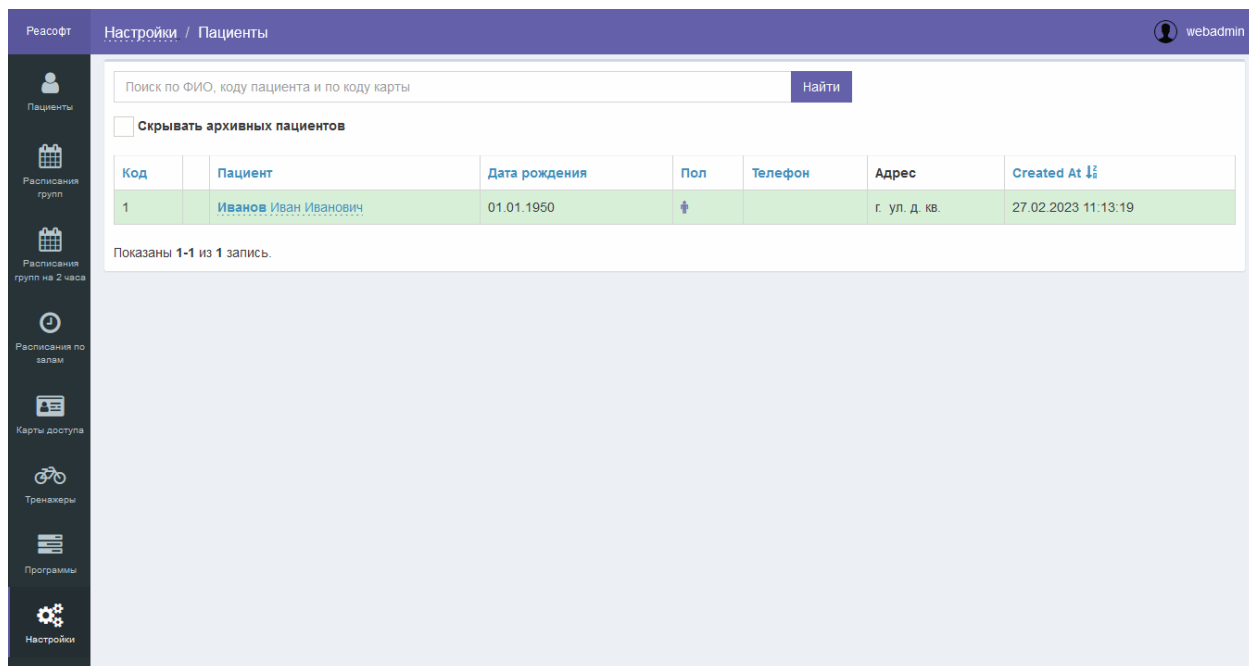 Реасофт
Настройки / Пациенты
webadmin
Пациенты
Расписания
групп
Расписания
групп на 2 часа
Расписания по
залам
Карты доступа
Тренажеры
Программы
Настройки
Поиск по ФИО, коду пациента и по коду карты
Найти
Скрывать архивных пациентов
Код Пациент Дата рождения Пол Телефон Адрес Created At
1 Иванов Иван Иванович 01.01.1950 г. ул. д. кв. 27.02.2023 11:13:19
Показаны 1-1 из 1 запись.